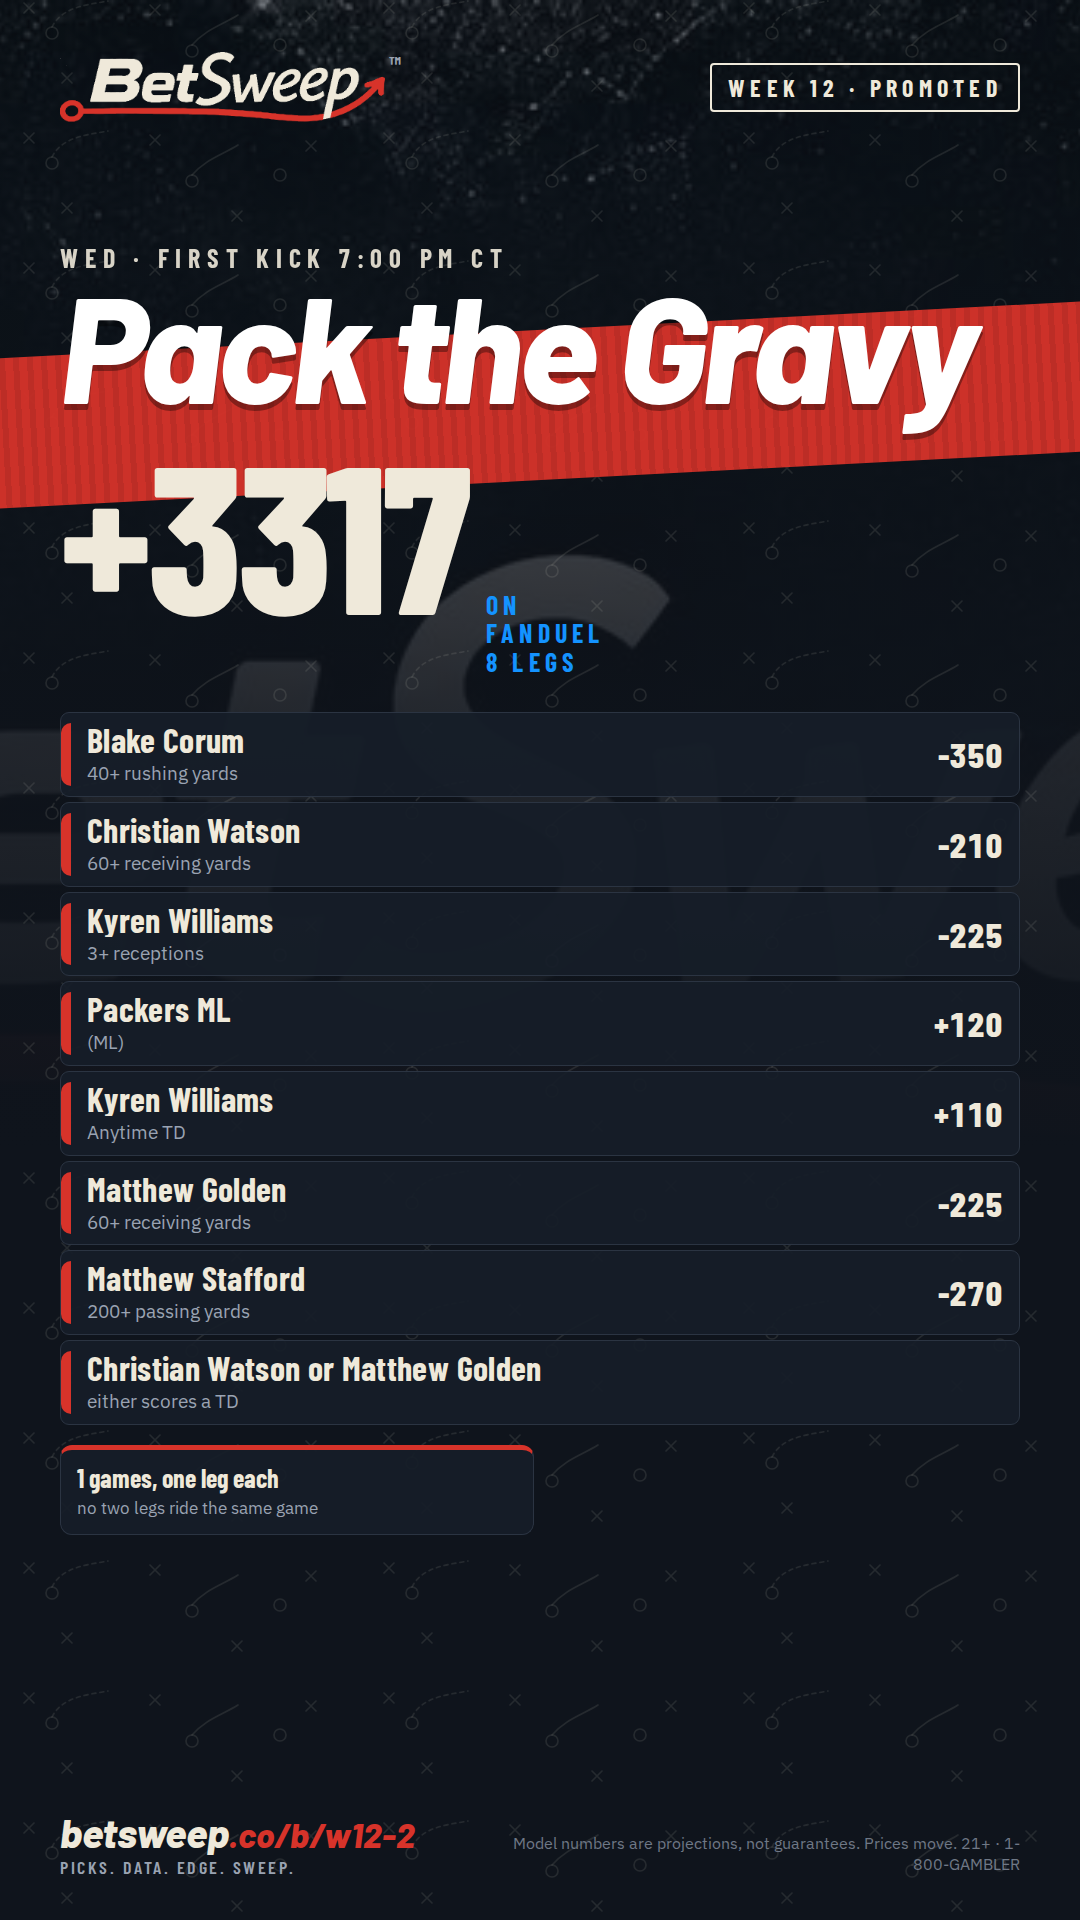 BetSweep™
WEEK 12 · PROMOTED
WED · FIRST KICK 7:00 PM CT
Pack the Gravy
+3317
ON
FANDUEL
8 LEGS
Blake Corum
40+ rushing yards
-350
Christian Watson
60+ receiving yards
-210
Kyren Williams
3+ receptions
-225
Packers ML
(ML)
+120
Kyren Williams
Anytime TD
+110
Matthew Golden
60+ receiving yards
-225
Matthew Stafford
200+ passing yards
-270
Christian Watson or Matthew Golden
either scores a TD
1 games, one leg each
no two legs ride the same game
betsweep.co/b/w12-2
PICKS. DATA. EDGE. SWEEP.
Model numbers are projections, not guarantees. Prices move. 21+ · 1-
800-GAMBLER